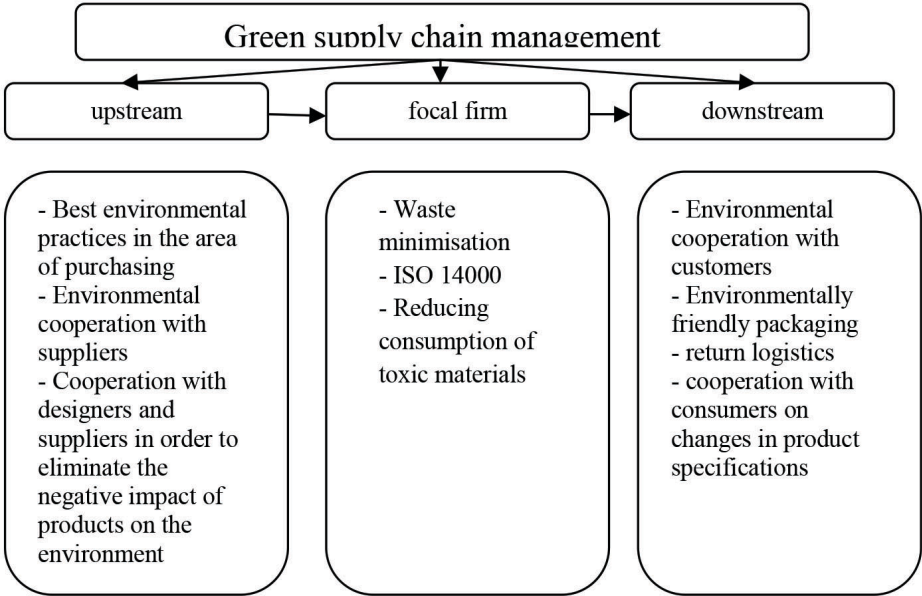 Green supply chain management
upstream
focal firm
downstream
- Best environmental
practices in the area
of purchasing
- Environmental
cooperation with
suppliers
- Cooperation with
designers and
suppliers in order to
eliminate the
negative impact of
products on the
environment
- Waste
minimisation
- ISO 14000
- Reducing
consumption of
toxic materials
- Environmental
cooperation with
customers
- Environmentally
friendly packaging
- return logistics
- cooperation with
consumers on
changes in product
specifications